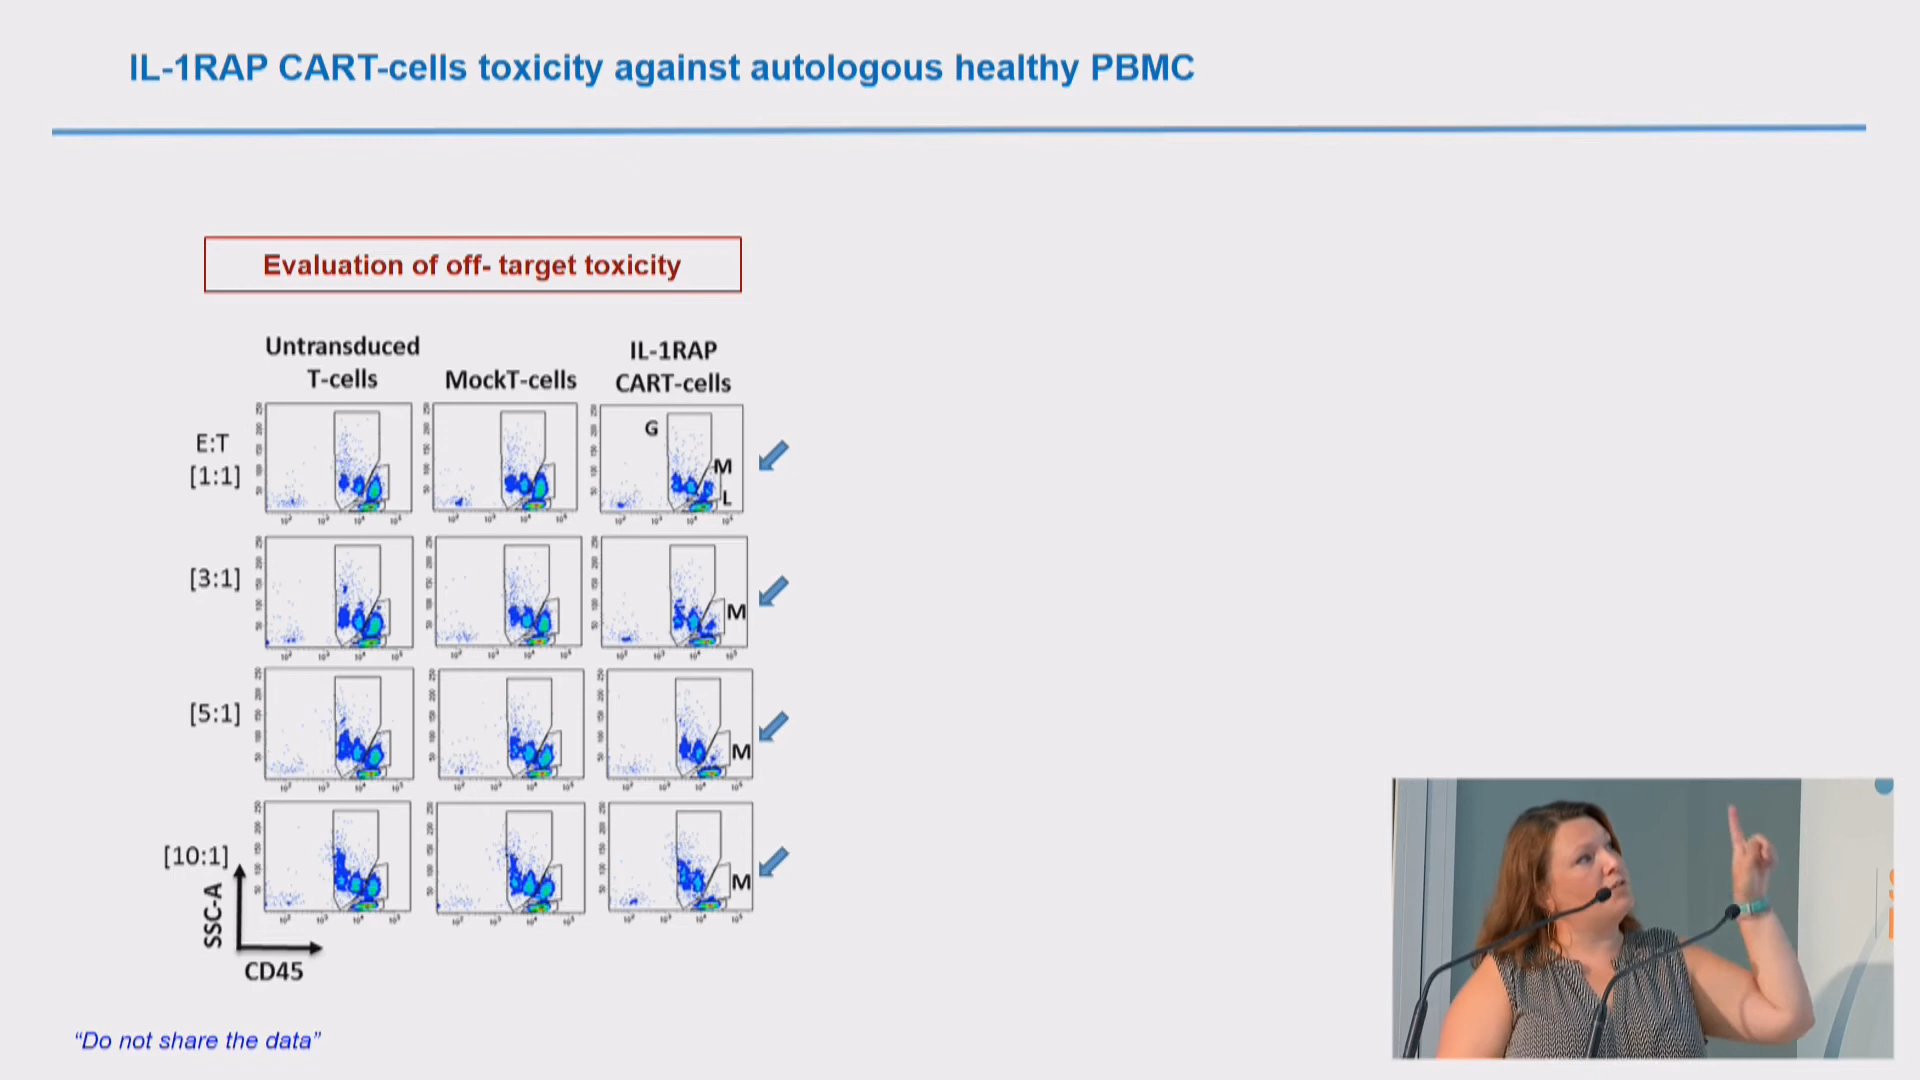 IL-1RAP CART-cells toxicity against autologous healthy PBMC
Evaluation of off- target toxicity
Untransduced
T-cells
MockT-cells
IL-1RAP
CART-cells
E:T
[1:1]
G
M
L
[3:1]
M
[5:1]
M
[10:1]
M
SSC-A
CD45
“Do not share the data”